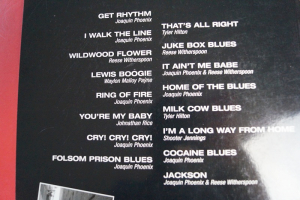 GET RHYTHM
Joaquin Phoenix
I WALK THE LINE
Joaquin Phoenix
WILDWOOD FLOWER
Reese Witherspoon
LEWIS BOOGIE
Waylon Malloy Payne
RING OF FIRE
Joaquin Phoenix
YOU'RE MY BABY
Johnathan Rice
CRY! CRY! CRY!
Joaquin Phoenix
FOLSOM PRISON BLUES
Joaquin Phoenix
THAT'S ALL RIGHT
Tyler Hilton
JUKE BOX BLUES
Reese Witherspoon
IT AIN'T ME BABE
Joaquin Phoenix & Reese Witherspoon
HOME OF THE BLUES
Joaquin Phoenix
MILK COW BLUES
Tyler Hilton
I'M A LONG WAY FROM HOME
Shooter Jennings
COCAINE BLUES
Joaquin Phoenix
JACKSON
Joaquin Phoenix & Reese Witherspoon